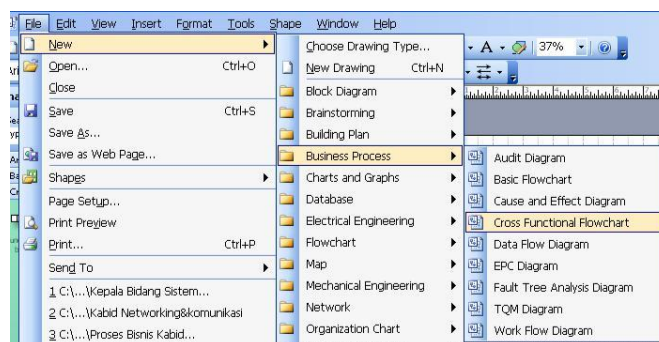 File Edit View Insert Format Tools Shape Window Help
New
Open... Ctrl+O
Close
Save Ctrl+S
Save As...
Save as Web Page...
Shapes
Page Setup...
Print Preview
Print... Ctrl+P
Send To
1 C:\...\Kepala Bidang Sistem...
2 C:\...\Kabid Networking&komunikasi
3 C:\...\Proses Bisnis Kabid...
Choose Drawing Type...
New Drawing Ctrl+N
Block Diagram
Brainstorming
Building Plan
Business Process
Charts and Graphs
Database
Electrical Engineering
Flowchart
Map
Mechanical Engineering
Network
Organization Chart
Audit Diagram
Basic Flowchart
Cause and Effect Diagram
Cross Functional Flowchart
Data Flow Diagram
EPC Diagram
Fault Tree Analysis Diagram
TQM Diagram
Work Flow Diagram
A 37%